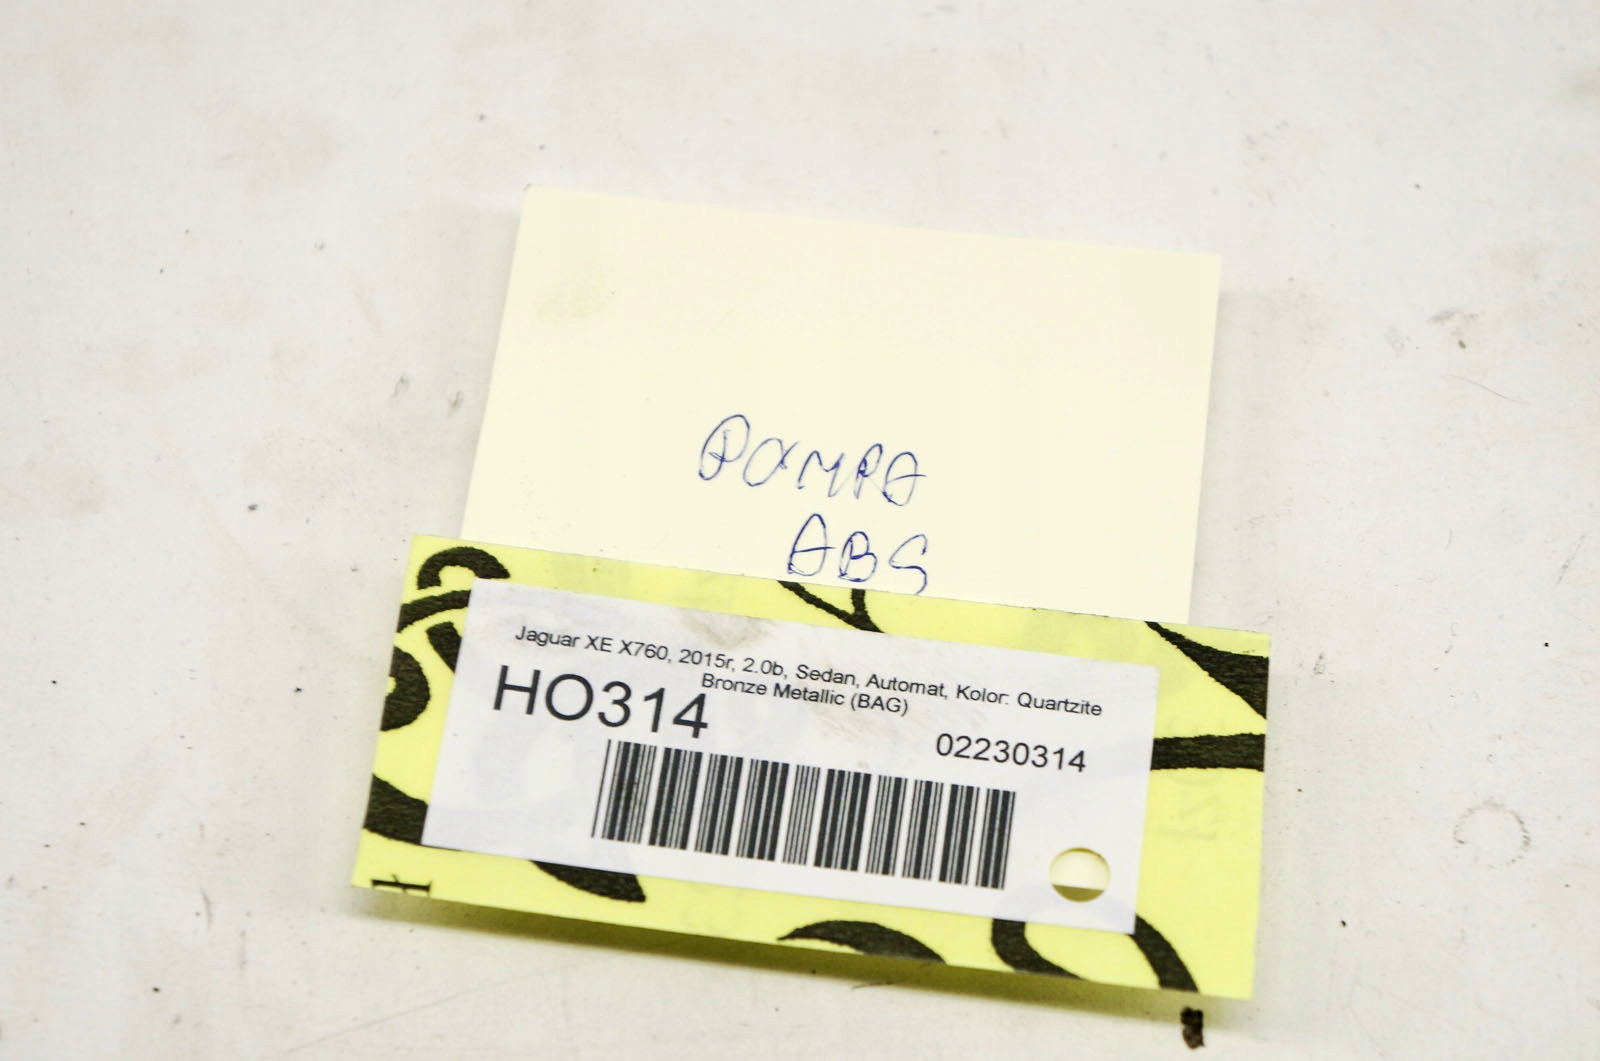 POMPA
ABS
Jaguar XE X760, 2015r, 2.0b, Sedan, Automat, Kolor: Quartzite
Bronze Metallic (BAG)
HO314
02230314